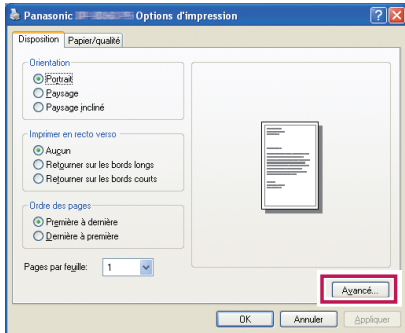 Panasonic Options d'impression
Disposition Papier/qualité
Orientation
Portrait
Paysage
Paysage incliné
Imprimer en recto verso
Aucun
Retourner sur les bords longs
Retourner sur les bords courts
Ordre des pages
Première à dernière
Dernière à première
Pages par feuille: 1
Avancé...
OK Annuler Appliquer